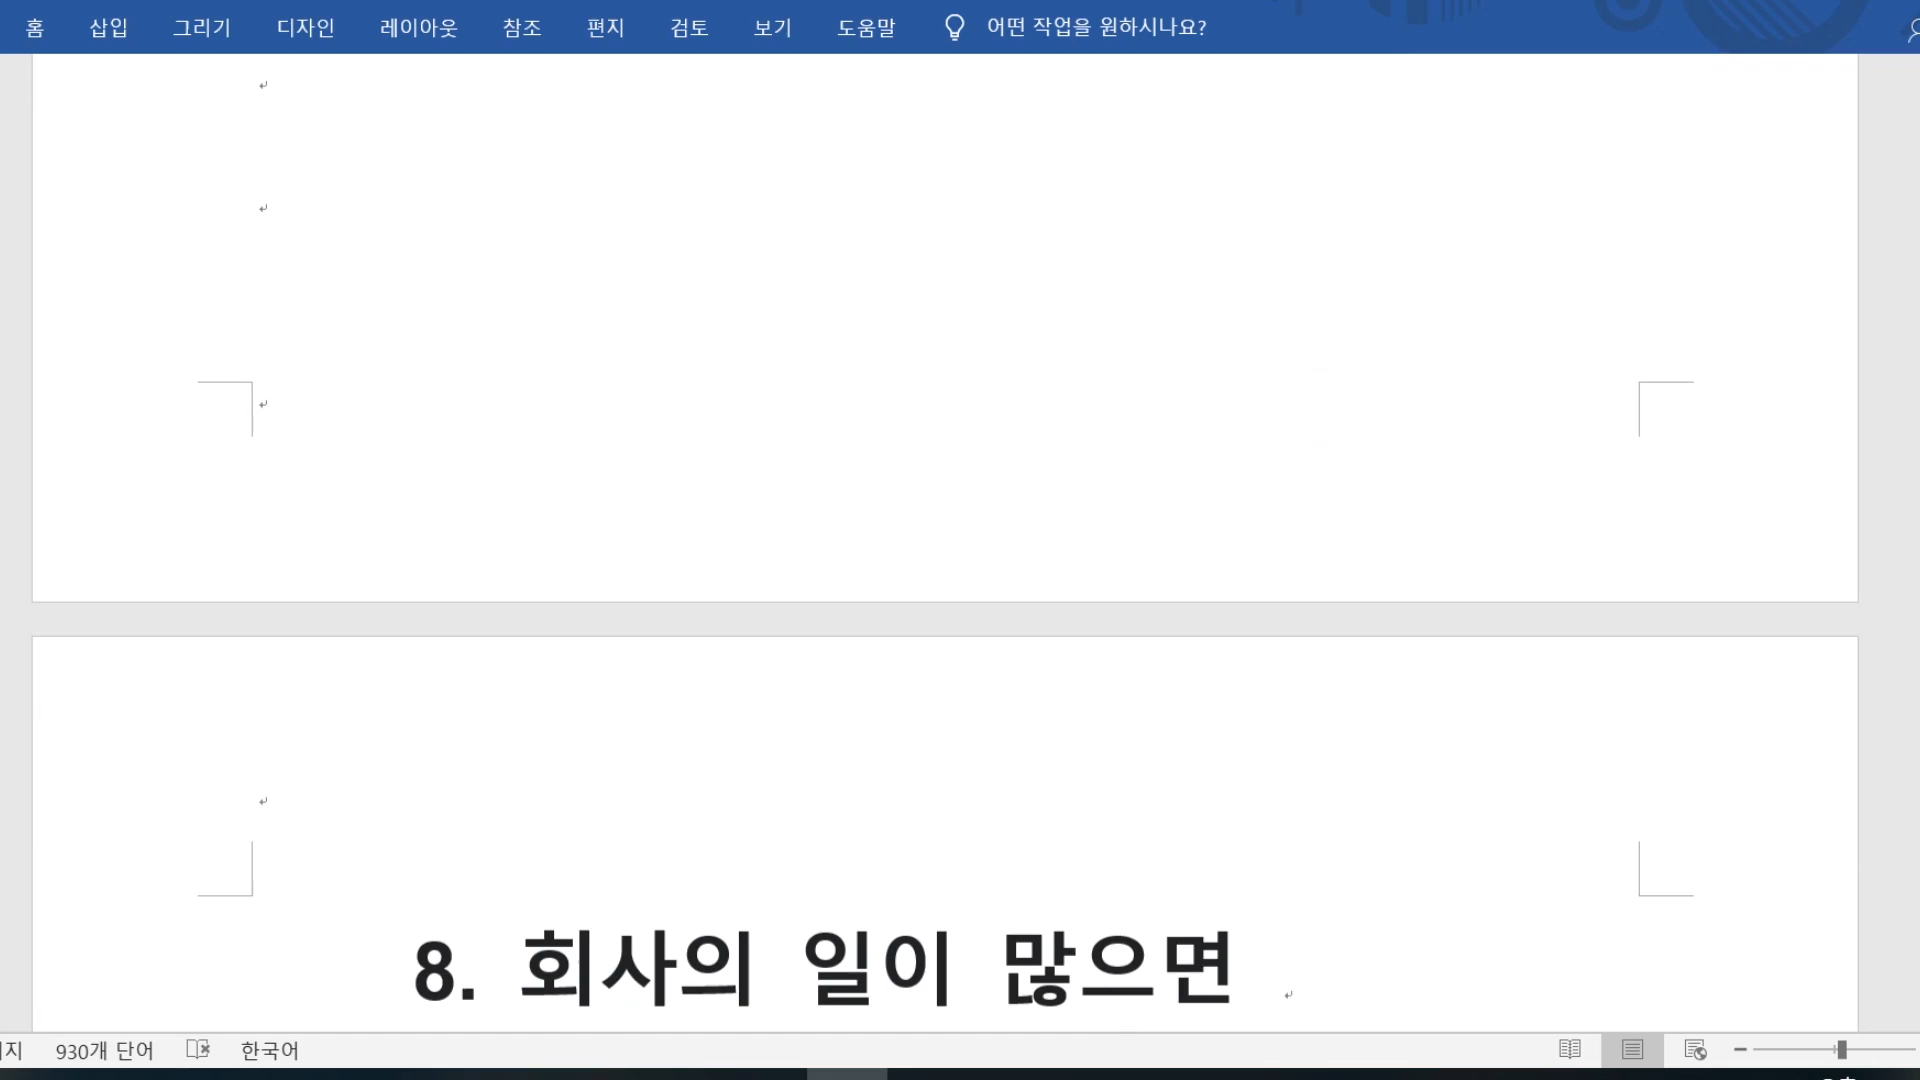 홈 삽입 그리기 디자인 레이아웃 참조 편지 검토 보기 도움말 어떤 작업을 원하시나요?
8. 회사의 일이 많으면
지 930개 단어 한국어